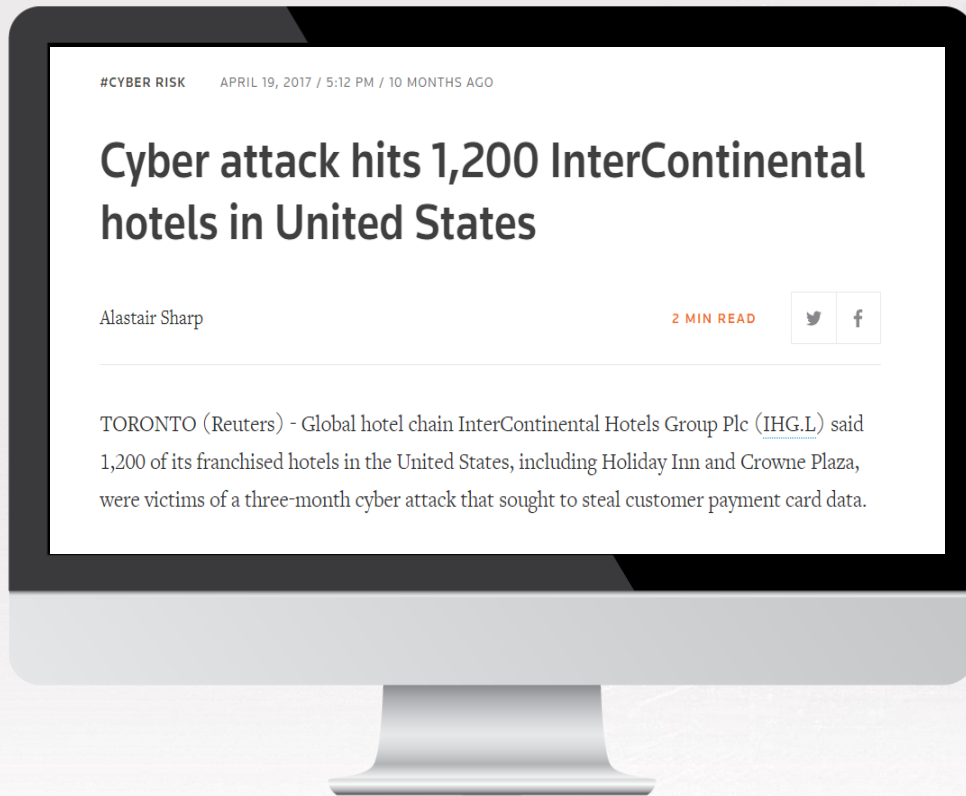 #CYBER RISK APRIL 19, 2017 / 5:12 PM / 10 MONTHS AGO
Cyber attack hits 1,200 InterContinental
hotels in United States
Alastair Sharp 2 MIN READ
TORONTO (Reuters) - Global hotel chain InterContinental Hotels Group Plc (IHG.L) said
1,200 of its franchised hotels in the United States, including Holiday Inn and Crowne Plaza,
were victims of a three-month cyber attack that sought to steal customer payment card data.